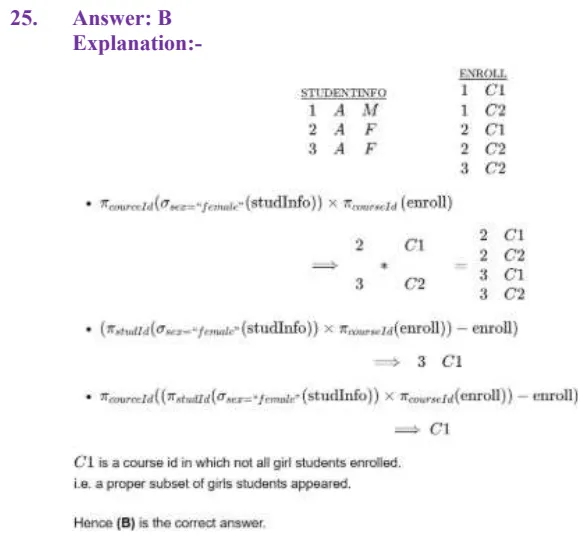 25. Answer: B
Explanation:-
STUDENTINFO ENROLL
1 A M 1 C1
2 A F 1 C2
3 A F 2 C1
2 C2
3 C2
• π_courceId(σ_sex="female"(studInfo)) × π_courseId (enroll)
⟹ 2 3 * C1 C2 = 2 C1
2 C2
3 C1
3 C2
• (π_studId(σ_sex="female"(studInfo)) × π_courseId(enroll)) − enroll)
⟹ 3 C1
• π_courceId((π_studId(σ_sex="female"(studInfo)) × π_courseId(enroll)) − enroll)
⟹ C1
C1 is a course id in which not all girl students enrolled.
i.e. a proper subset of girls students appeared.
Hence (B) is the correct answer.